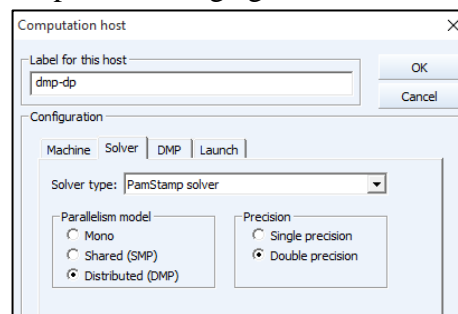 Computation host
Label for this host
dmp-dp
OK
Cancel
Configuration
Machine Solver DMP Launch
Solver type: PamStamp solver
Parallelism model
Mono
Shared (SMP)
Distributed (DMP)
Precision
Single precision
Double precision